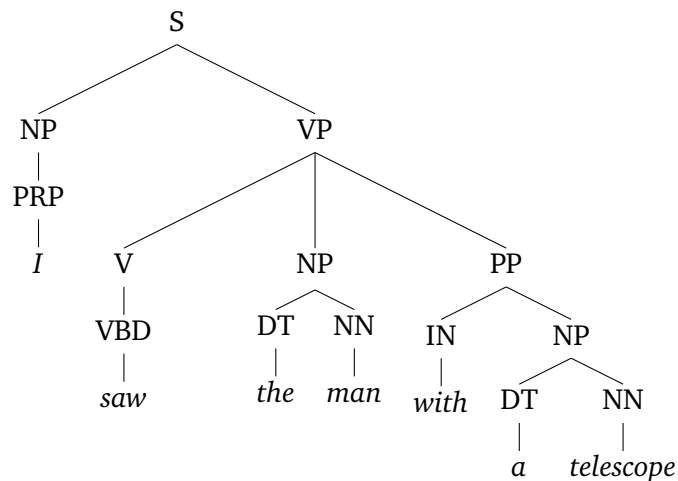 S
NP VP
PRP
I V NP PP
VBD DT NN IN NP
saw the man with DT NN
a telescope